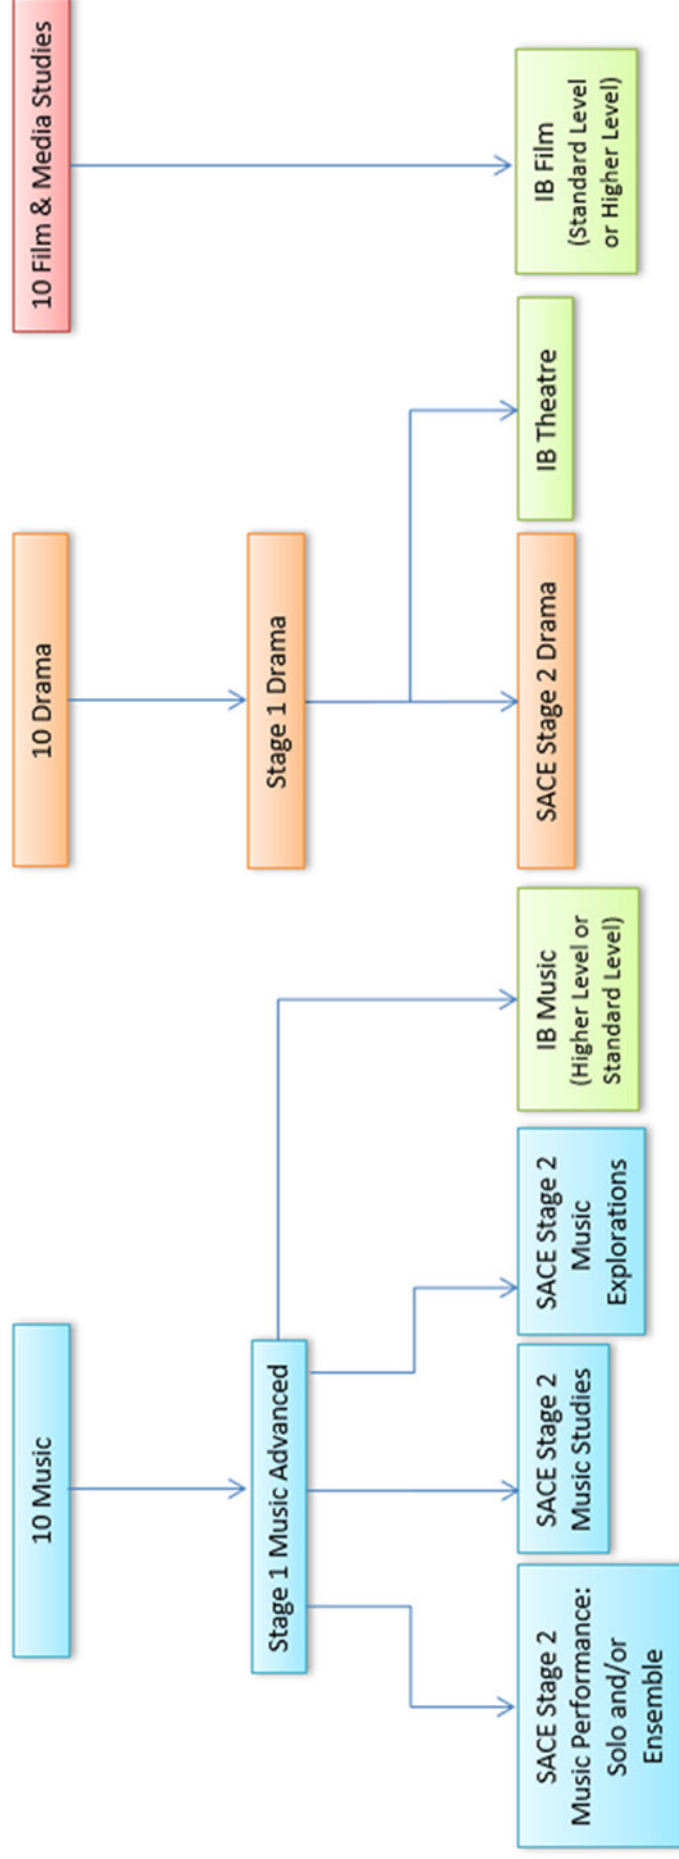 10 Music
10 Drama
10 Film & Media Studies
Stage 1 Music Advanced
Stage 1 Drama
SACE Stage 2
Music Performance:
Solo and/or
Ensemble
SACE Stage 2
Music Studies
SACE Stage 2
Music
Explorations
IB Music
(Higher Level or
Standard Level)
SACE Stage 2 Drama
IB Theatre
IB Film
(Standard Level
or Higher Level)